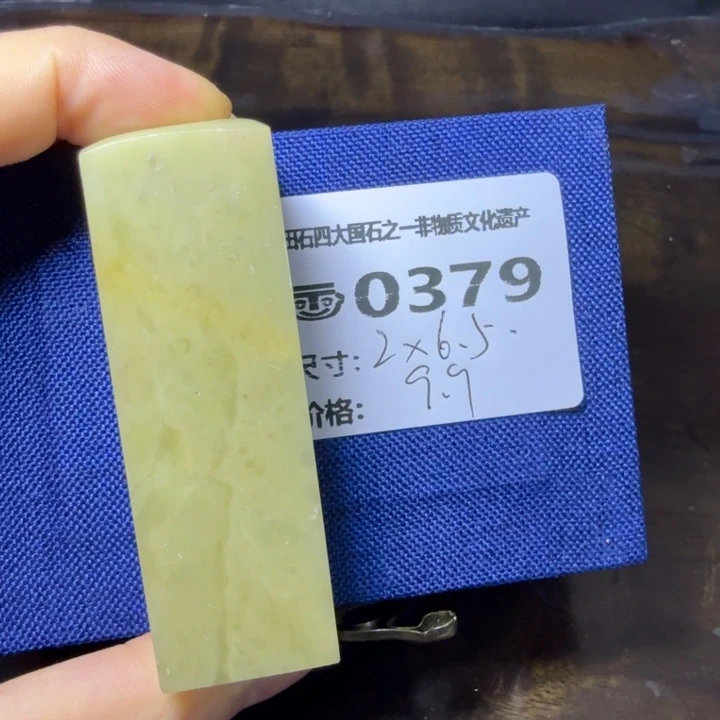 田石四大国石之一非物质文化遗产
0379
尺寸: 2×6.5.
价格: 9.9